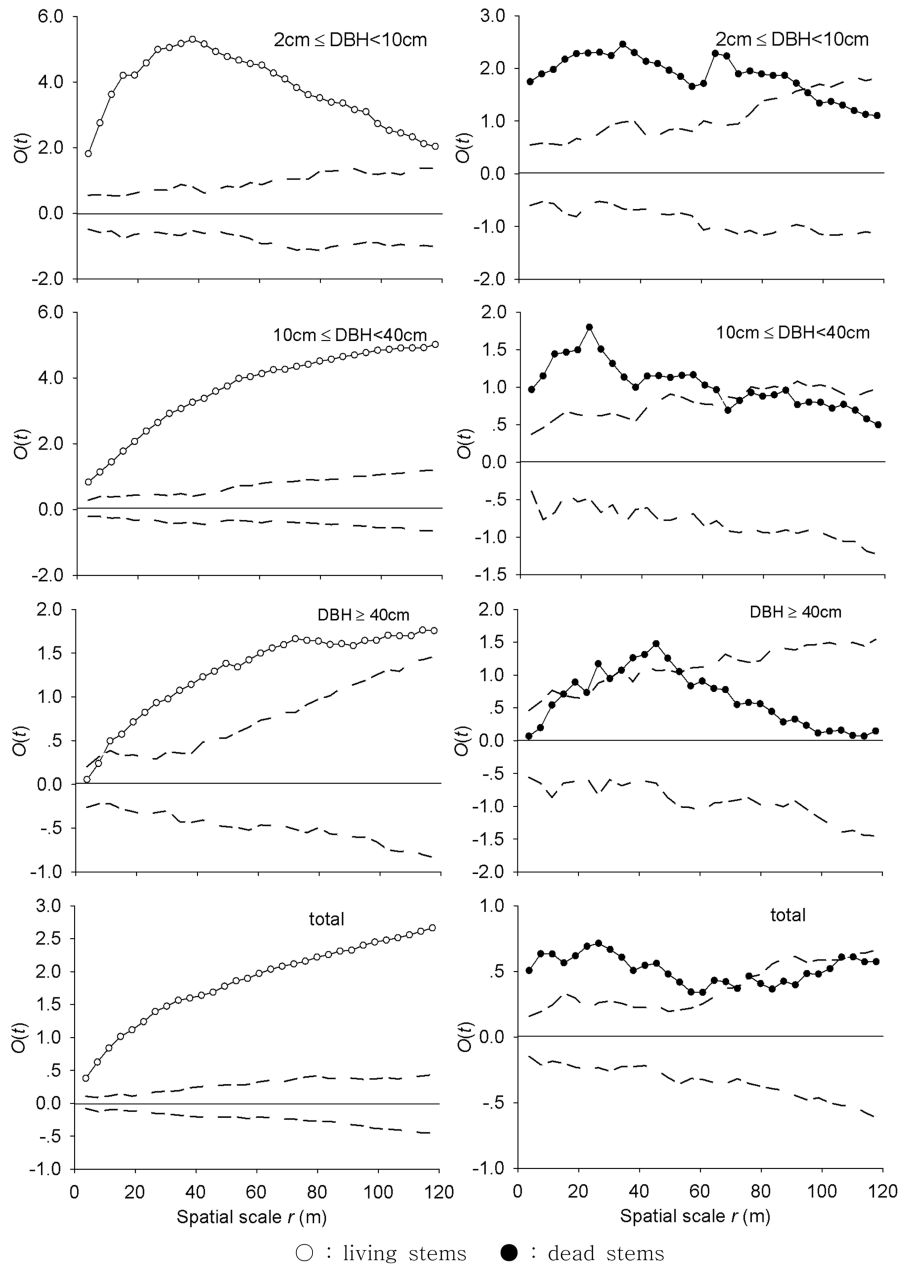 6.0
4.0
2.0
0.0
-2.0
O(t)
2cm ≤ DBH<10cm
3.0
2.0
1.0
0.0
-1.0
-2.0
O(t)
2cm ≤ DBH<10cm
6.0
4.0
2.0
0.0
-2.0
O(t)
10cm ≤ DBH<40cm
2.0
1.5
1.0
.5
0.0
-.5
-1.0
-1.5
O(t)
10cm ≤ DBH<40cm
2.0
1.5
1.0
.5
0.0
-.5
-1.0
O(t)
DBH ≥ 40cm
2.0
1.5
1.0
.5
0.0
-.5
-1.0
-1.5
-2.0
O(t)
DBH ≥ 40cm
3.0
2.5
2.0
1.5
1.0
.5
0.0
-.5
-1.0
O(t)
total
0 20 40 60 80 100 120
Spatial scale r (m)
1.0
.5
0.0
-.5
-1.0
O(t)
total
0 20 40 60 80 100 120
Spatial scale r (m)
○ : living stems ● : dead stems